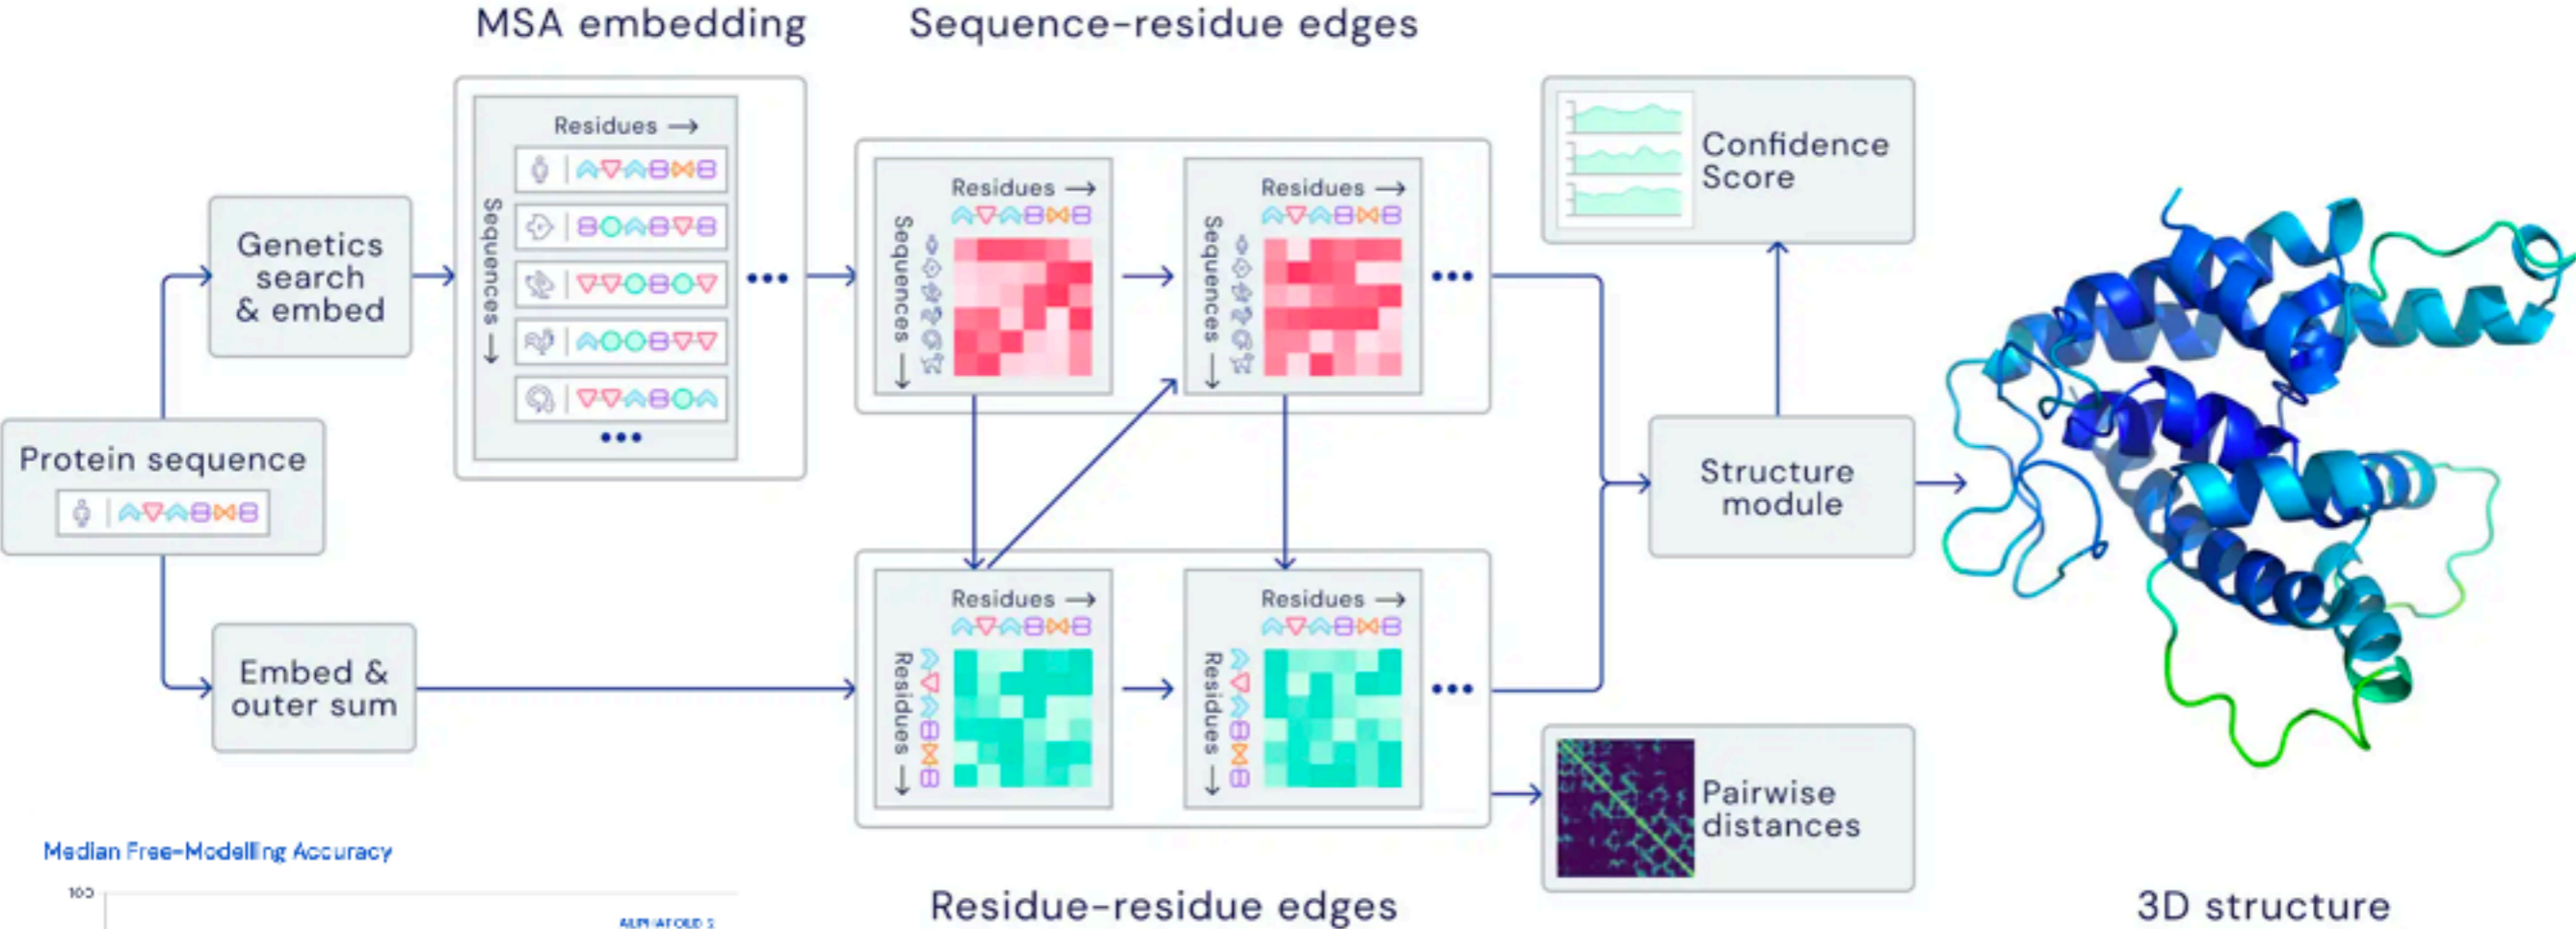 MSA embedding
Sequence-residue edges
Residues
Sequences
Genetics
search
& embed
Protein sequence
Embed &
outer sum
Residues
Sequences
Residues
Sequences
Residues
Residues
Residues
Residues
Confidence
Score
Structure
module
Pairwise
distances
Residue-residue edges
3D structure
Median Free-Modelling Accuracy
100
ALPHAFOLD 2